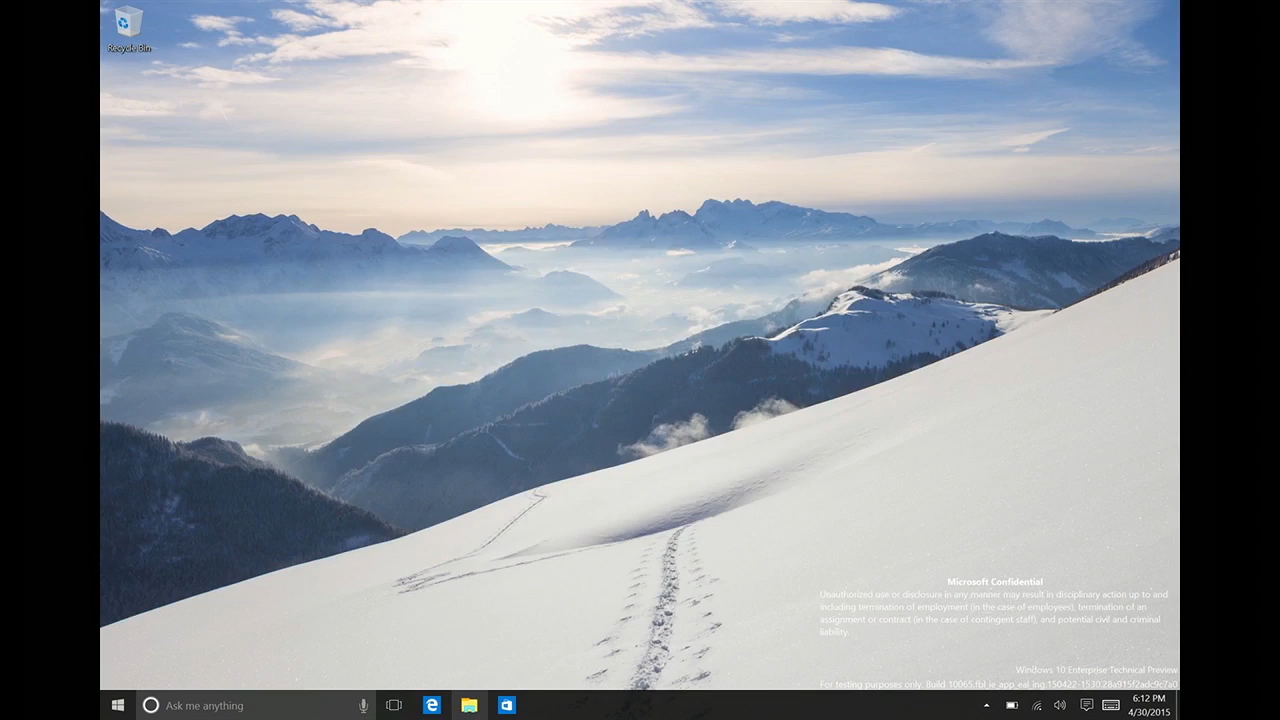 Recycle Bin
Microsoft Confidential
Unauthorized use or disclosure in any manner may result in disciplinary action up to and
including termination of employment (in the case of employees), termination of an
assignment or contract (in the case of contingent staff), and potential civil and criminal
liability.
Windows 10 Enterprise Technical Preview
For testing purposes only. Build 10065.fbl_ie_app_eal_ing.150422-1530.28a915f2adc9c7a0
Ask me anything
6:12 PM
4/30/2015